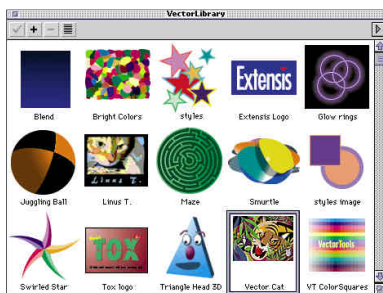 VectorLibrary
Extensis
Blend
Bright Colors
styles
Extensis Logo
Glow rings
Linus T.
Juggling Ball
Linus T.
Maze
Smurtle
styles image
TOX
VectorTools
Swirled Star
Tox logo
Triangle Head 3D
Vector Cat
VT ColorSquares